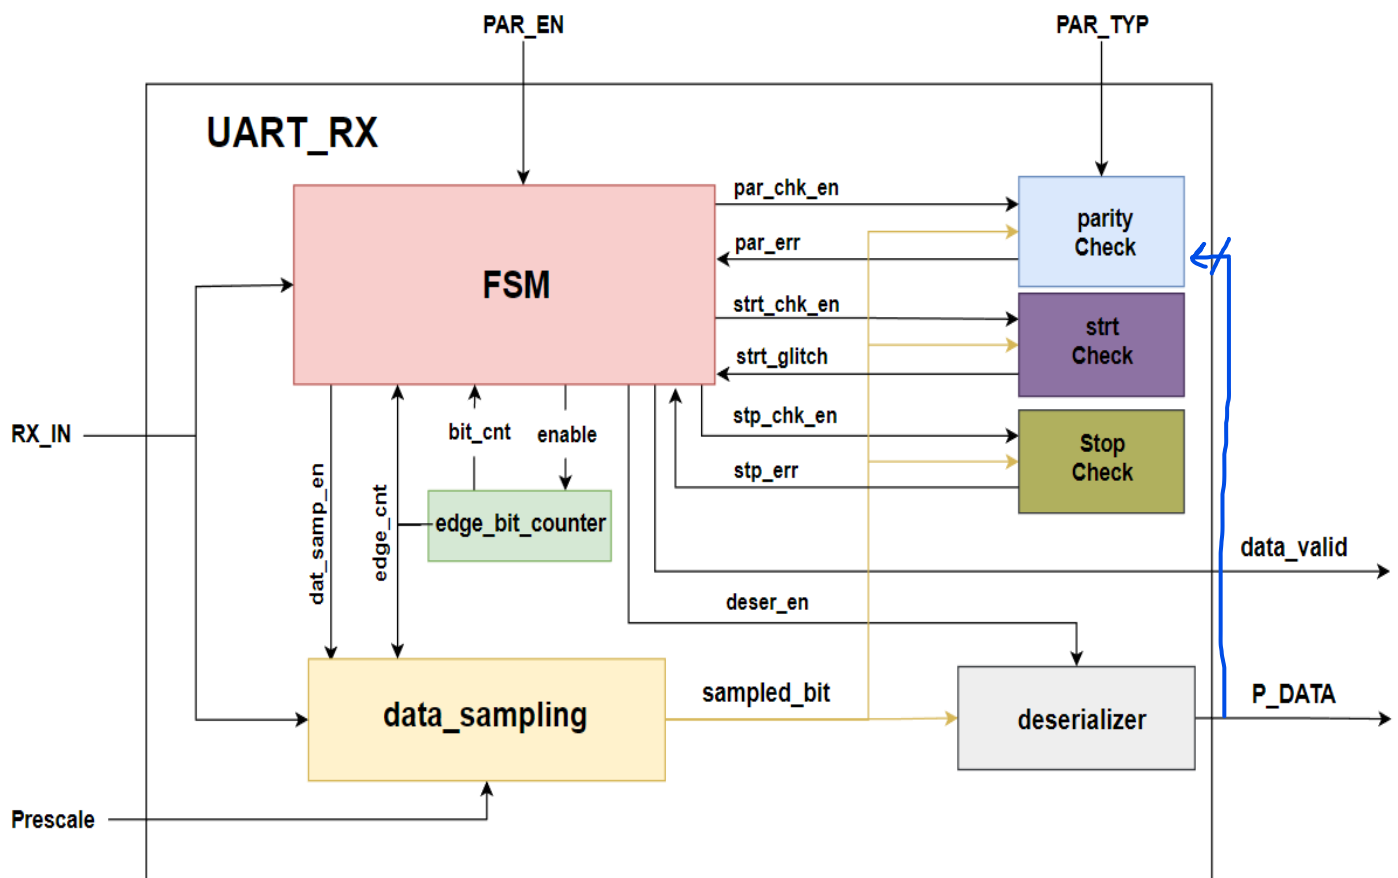 PAR_EN
PAR_TYP
UART_RX
FSM
par_chk_en
par_err
strt_chk_en
strt_glitch
stp_chk_en
stp_err
parity
Check
strt
Check
Stop
Check
RX_IN
dat_samp_en
edge_cnt
bit_cnt
enable
edge_bit_counter
data_valid
deser_en
data_sampling
sampled_bit
deserializer
P_DATA
Prescale